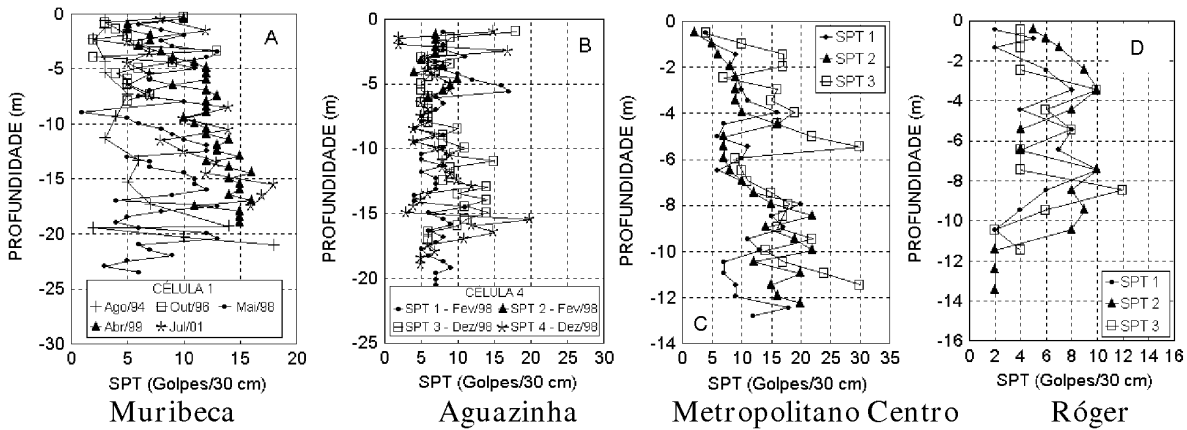 A
PROFUNDIDADE (m)
0
-5
-10
-15
-20
-25
-30
CÉLULA 1
Ago/94 Out/96 Mai/98
Abr/99 Jul/01
0 5 10 15 20
SPT (Golpes/30 cm)
Muribeca
B
PROFUNDIDADE (m)
0
-5
-10
-15
-20
-25
CÉLULA 4
SPT 1 - Fev/98 SPT 2 - Fev/98
SPT 3 - Dez/98 SPT 4 - Dez/98
0 5 10 15 20 25 30
SPT (Golpes/30 cm)
Aguazinha
SPT 1
SPT 2
SPT 3
PROFUNDIDADE (m)
0
-2
-4
-6
-8
-10
-12
-14
C
0 5 10 15 20 25 30 35
SPT (Golpes/30 cm)
Metropolitano Centro
D
PROFUNDIDADE (m)
0
-2
-4
-6
-8
-10
-12
-14
-16
SPT 1
SPT 2
SPT 3
0 2 4 6 8 10 12 14 16
SPT (Golpes/30 cm)
Róger